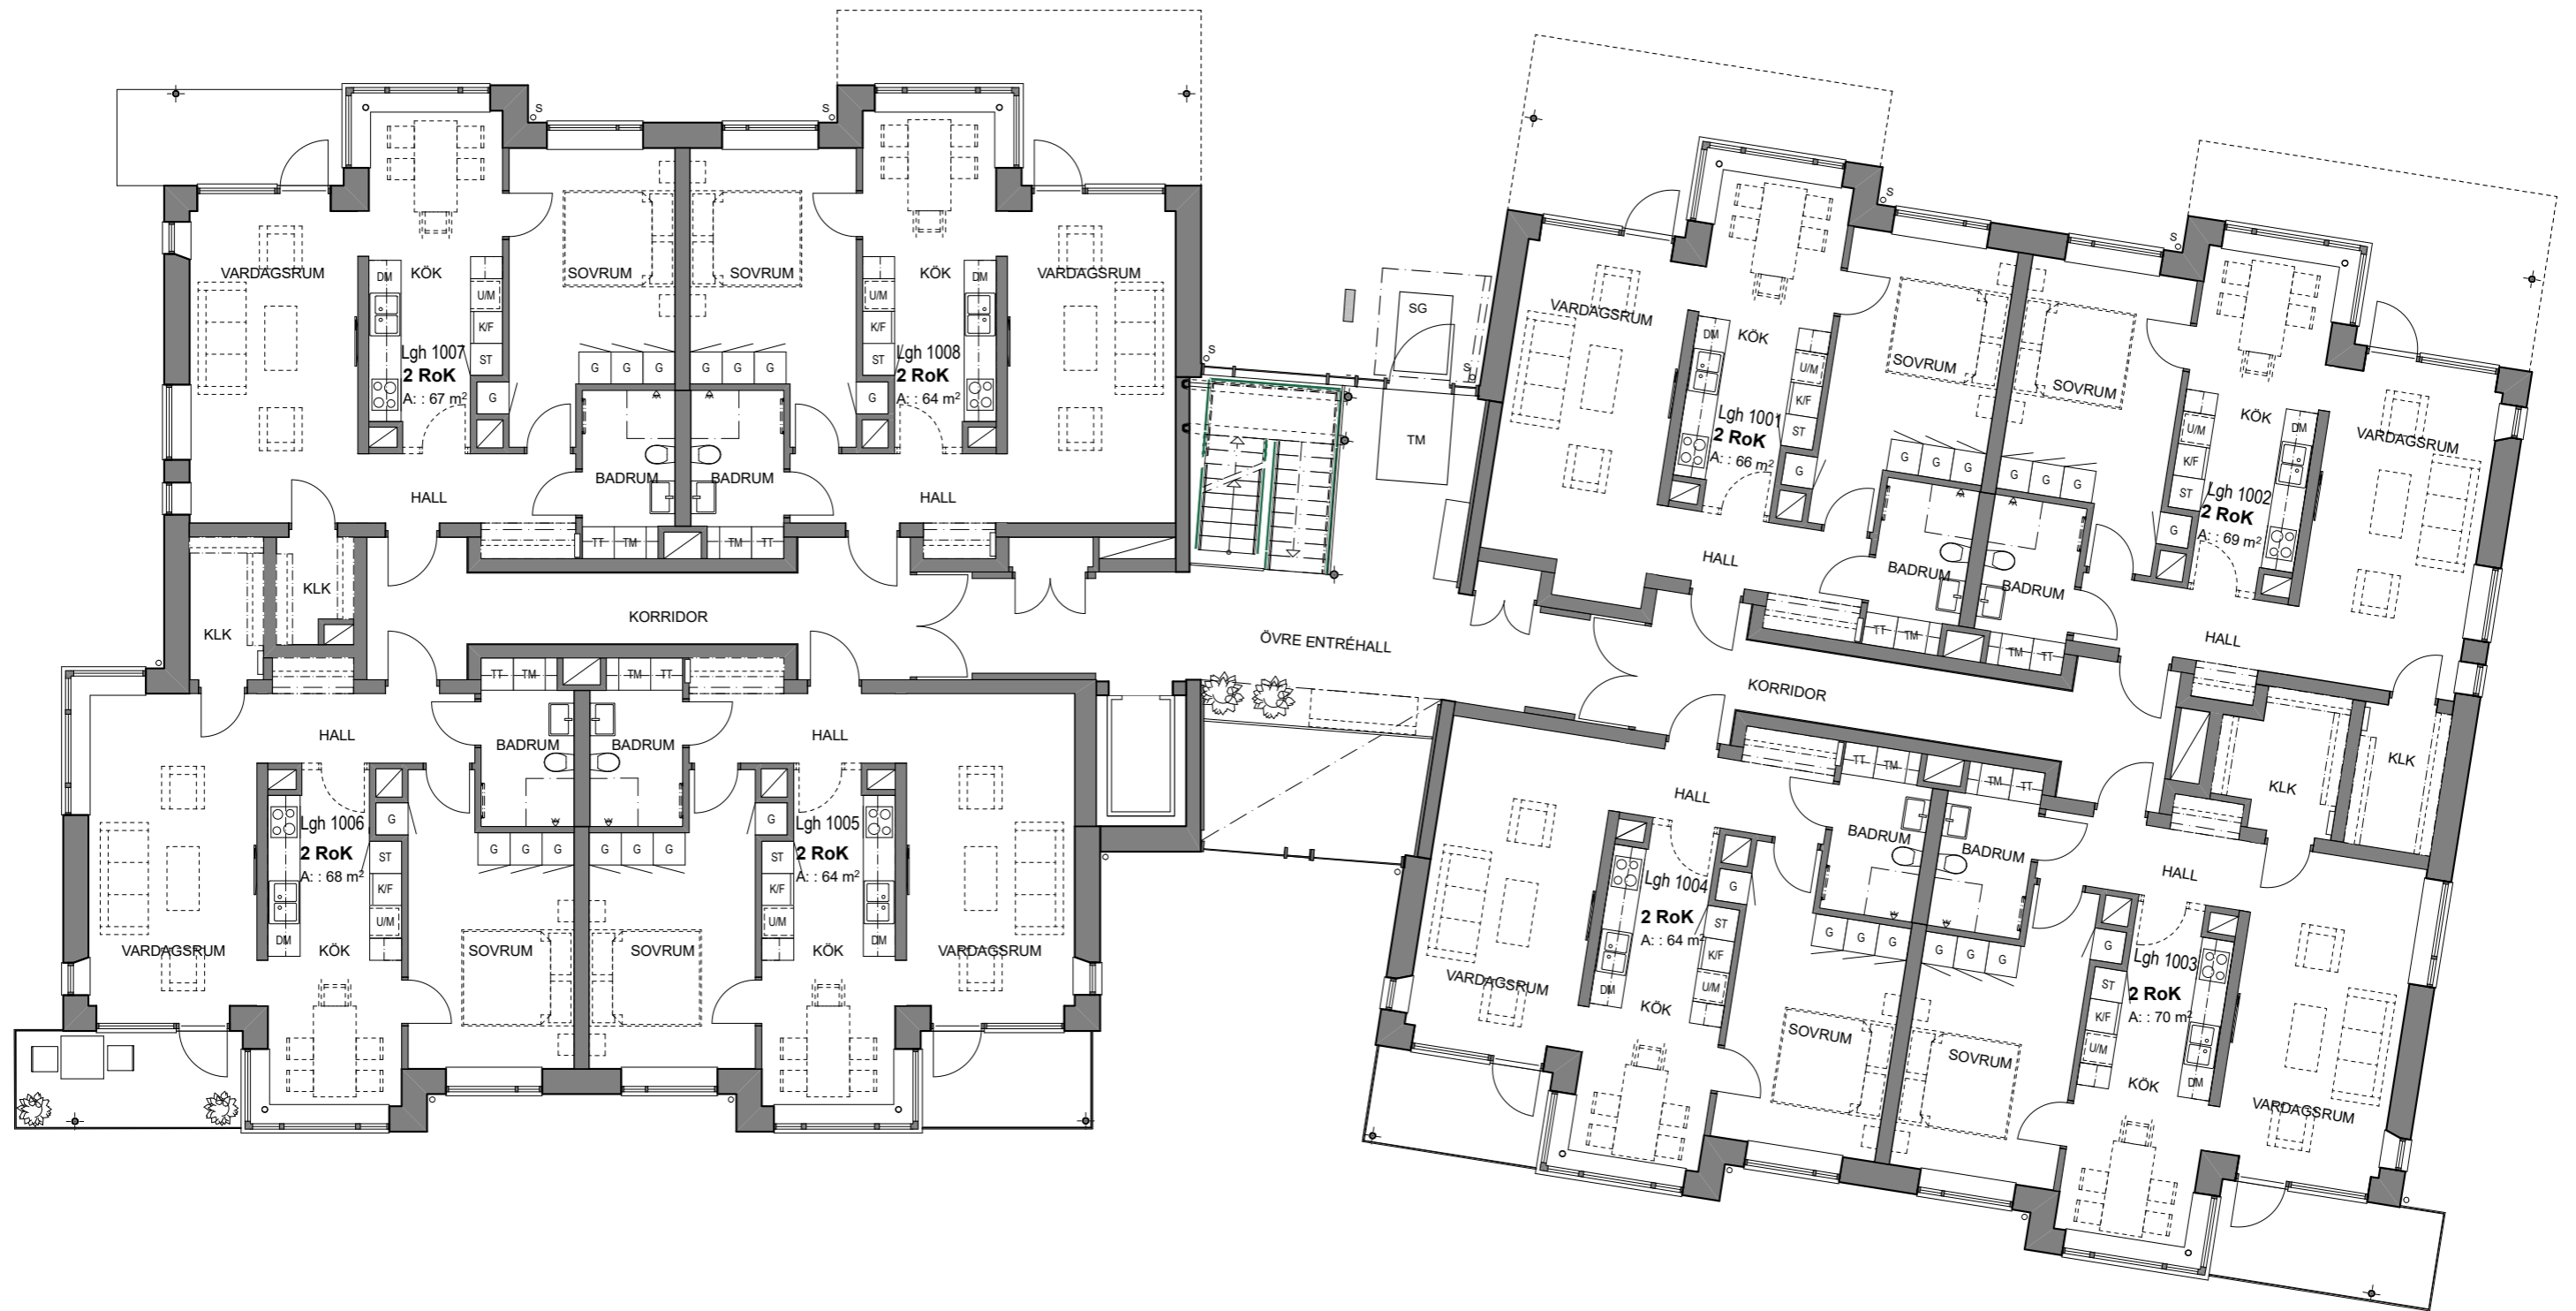 S
S
VARDAGSRUM
DM
KÖK
U/M
K/F
ST
G
SOVRUM
G G G
Lgh 1007
2 RoK
A: : 67 m²
HALL
BADRUM
TT TM
KLK
KLK
SOVRUM
G G G
U/M
K/F
ST
G
KÖK
DM
VARDAGSRUM
Lgh 1008
2 RoK
A: : 64 m²
BADRUM
HALL
TM TT
KORRIDOR
ÖVRE ENTRÉHALL
SG
S
S
TM
TT TM
TM TT
HALL
BADRUM
BADRUM
HALL
Lgh 1006
2 RoK
A: : 68 m²
G
ST
K/F
U/M
DM
KÖK
VARDAGSRUM
G G G
SOVRUM
G G G
SOVRUM
Lgh 1005
2 RoK
A: : 64 m²
G
ST
K/F
U/M
DM
KÖK
VARDAGSRUM
S
S
VARDAGSRUM
DM
KÖK
U/M
K/F
ST
G
SOVRUM
G G G
Lgh 1001
2 RoK
A: : 66 m²
HALL
BADRUM
TT TM
SOVRUM
G G G
U/M
K/F
ST
G
KÖK
DM
VARDAGSRUM
Lgh 1002
2 RoK
A: : 69 m²
BADRUM
HALL
TM TT
KORRIDOR
KLK
KLK
HALL
TT TM
TM TT
BADRUM
BADRUM
HALL
Lgh 1004
2 RoK
A: : 64 m²
G
ST
K/F
U/M
DM
KÖK
VARDAGSRUM
G G G
SOVRUM
G G G
SOVRUM
Lgh 1003
2 RoK
A: : 70 m²
G
ST
K/F
U/M
DM
KÖK
VARDAGSRUM